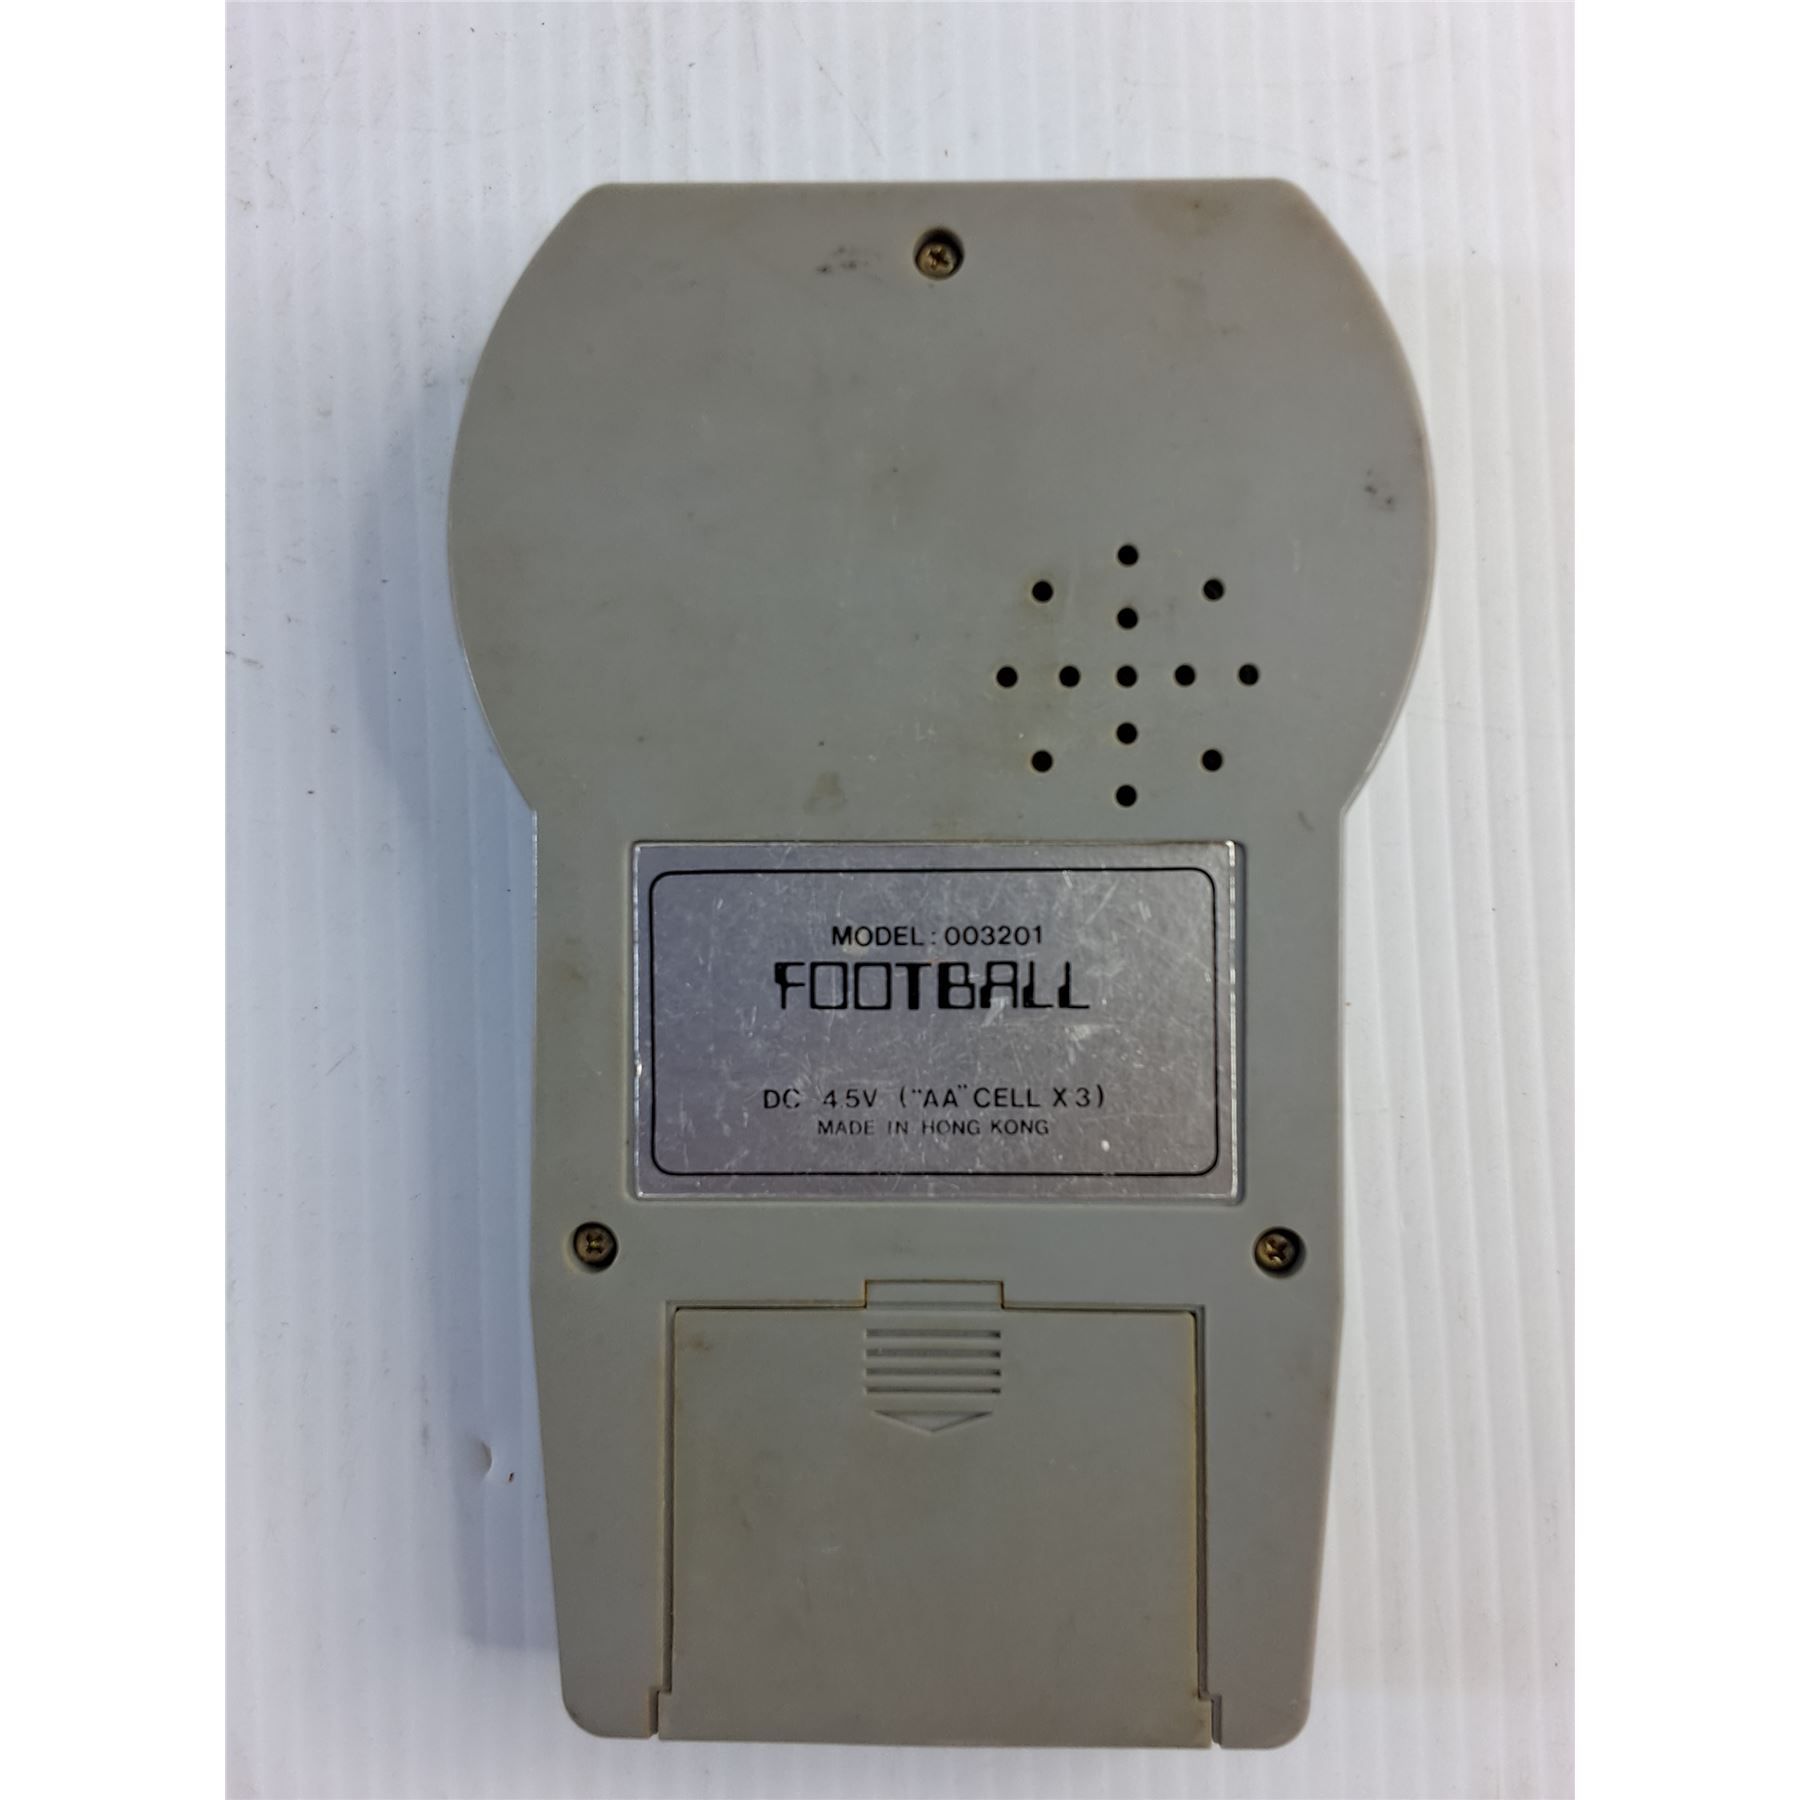 MODEL : 003201
FOOTBALL
DC 4.5V ("AA" CELL X 3)
MADE IN HONG KONG